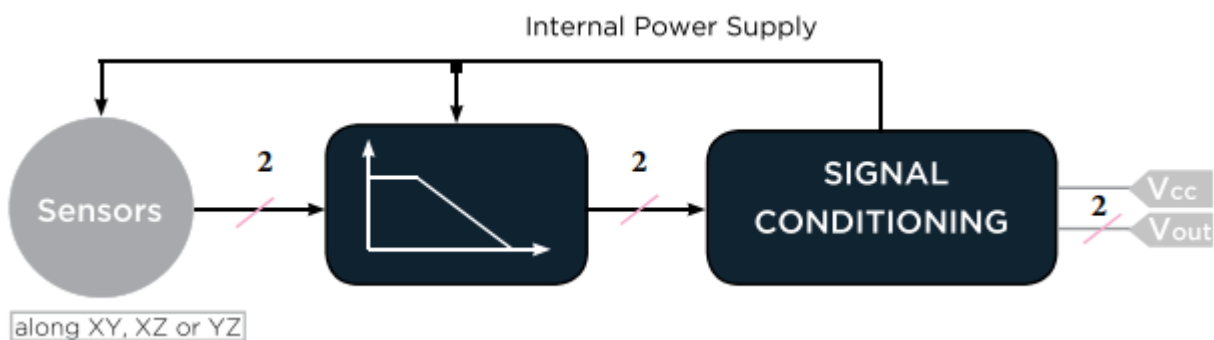 Internal Power Supply
2
2
Sensors
SIGNAL
CONDITIONING
Vcc
2
Vout
along XY, XZ or YZ